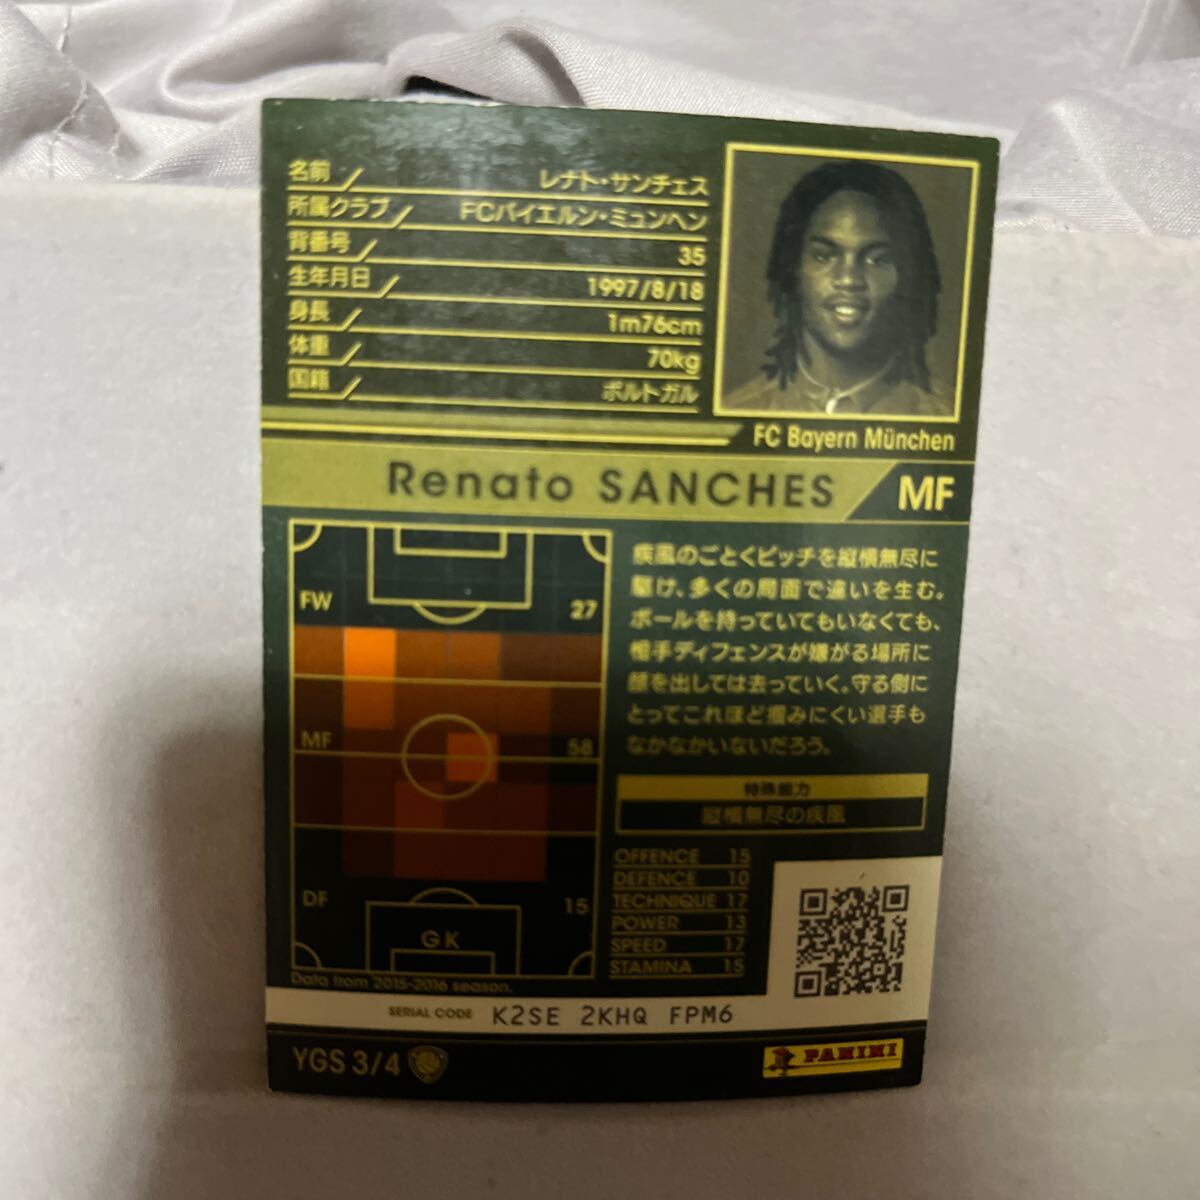 名前 レナト・サンチェス
所属クラブ FCバイエルン・ミュンヘン
背番号 35
生年月日 1997/8/18
身長 1m76cm
体重 70kg
国籍 ポルトガル
FC Bayern München
Renato SANCHES MF
FW 27
MF 58
DF 15
GK
Data from 2015-2016 season.
疾風のごとくピッチを縦横無尽に
駆け、多くの局面で違いを生む。
ボールを持っていてもいなくても、
相手ディフェンスが嫌がる場所に
顔を出しては去っていく。守る側に
とってこれほど掴みにくい選手も
なかなかいないだろう。
特殊能力
縦横無尽の疾風
OFFENCE 15
DEFENCE 10
TECHNIQUE 17
POWER 13
SPEED 17
STAMINA 15
SERIAL CODE K2SE 2KHQ FPM6
YGS 3/4
PANINI